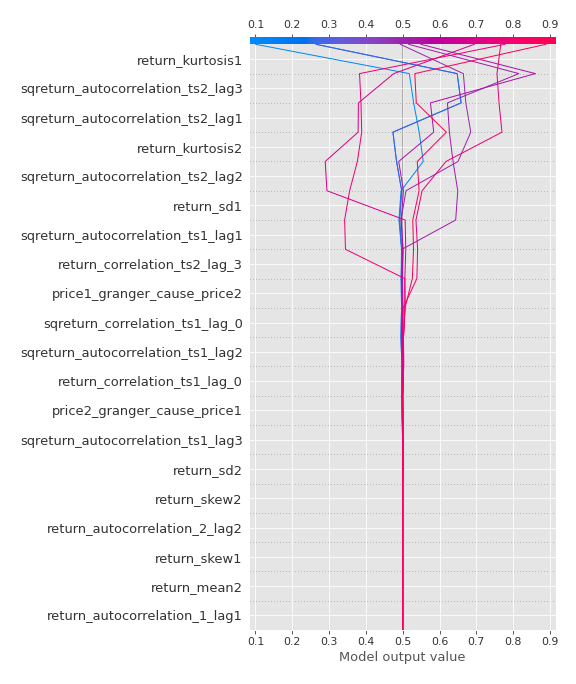 0.1 0.2 0.3 0.4 0.5 0.6 0.7 0.8 0.9
return_kurtosis1
sqreturn_autocorrelation_ts2_lag3
sqreturn_autocorrelation_ts2_lag1
return_kurtosis2
sqreturn_autocorrelation_ts2_lag2
return_sd1
sqreturn_autocorrelation_ts1_lag1
return_correlation_ts2_lag_3
price1_granger_cause_price2
sqreturn_correlation_ts1_lag_0
sqreturn_autocorrelation_ts1_lag2
return_correlation_ts1_lag_0
price2_granger_cause_price1
sqreturn_autocorrelation_ts1_lag3
return_sd2
return_skew2
return_autocorrelation_2_lag2
return_skew1
return_mean2
return_autocorrelation_1_lag1
0.1 0.2 0.3 0.4 0.5 0.6 0.7 0.8 0.9
Model output value